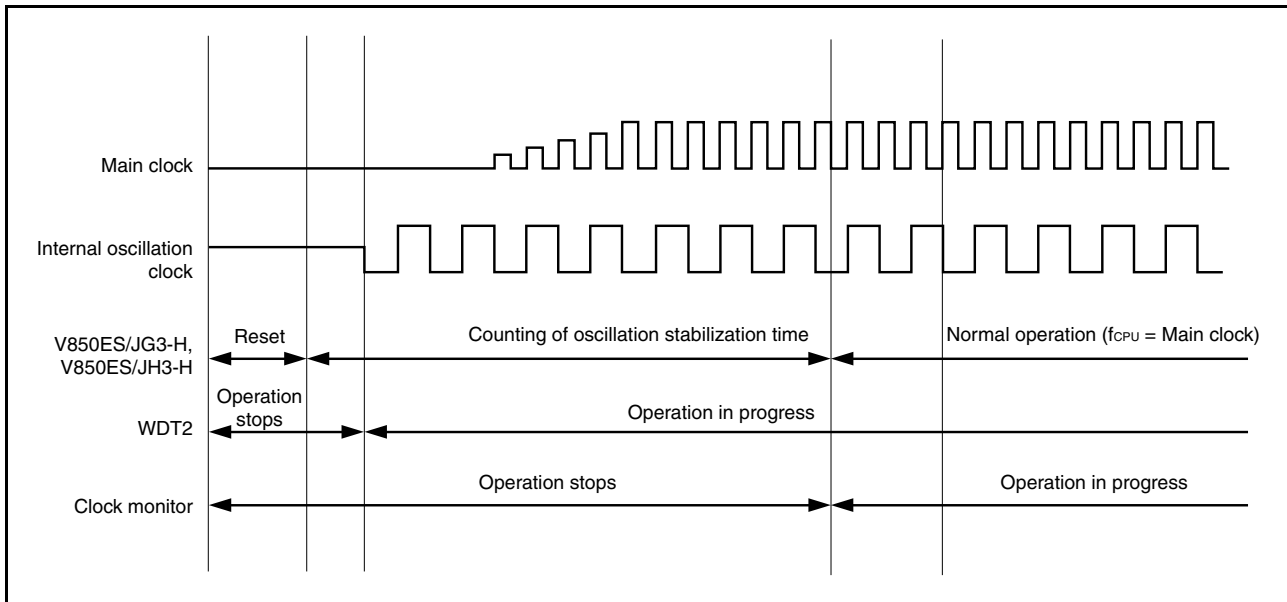 Main clock
Internal oscillation
clock
V850ES/JG3-H,
V850ES/JH3-H
Reset
Counting of oscillation stabilization time
Normal operation (fCPU = Main clock)
WDT2
Operation
stops
Operation in progress
Clock monitor
Operation stops
Operation in progress